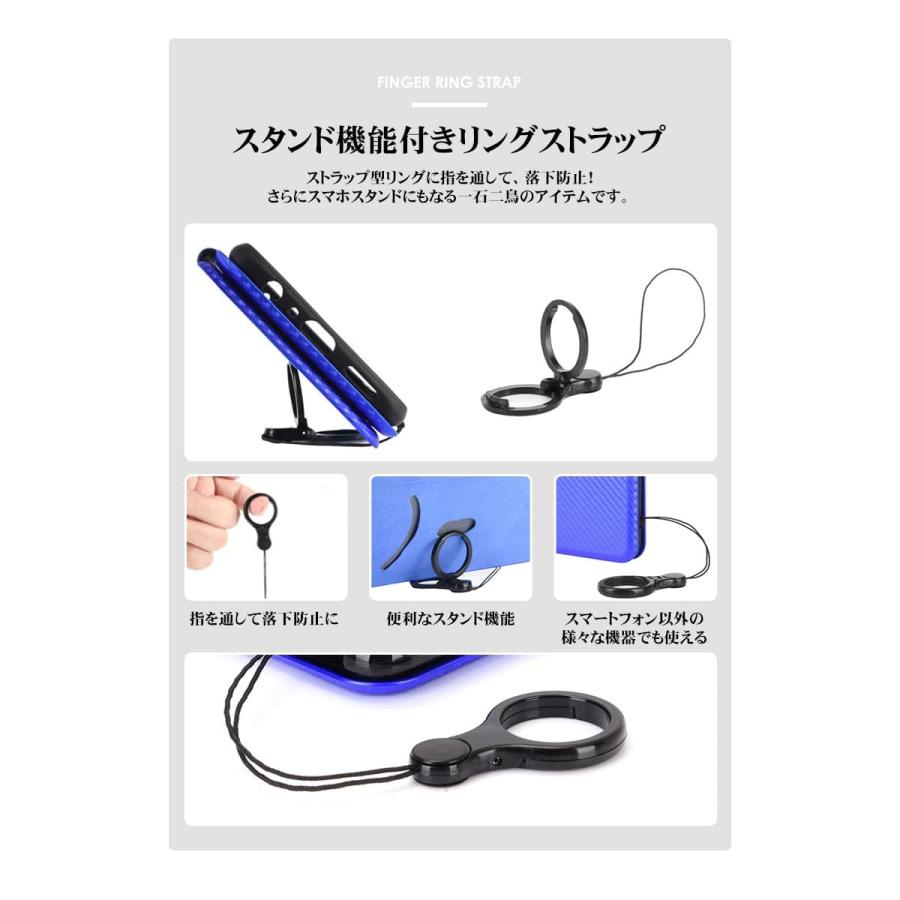 FINGER RING STRAP
スタンド機能付きリングストラップ
ストラップ型リングに指を通して、落下防止!
さらにスマホスタンドにもなる一石二鳥のアイテムです。
指を通して落下防止に
便利なスタンド機能
スマートフォン以外の
様々な機器でも使える